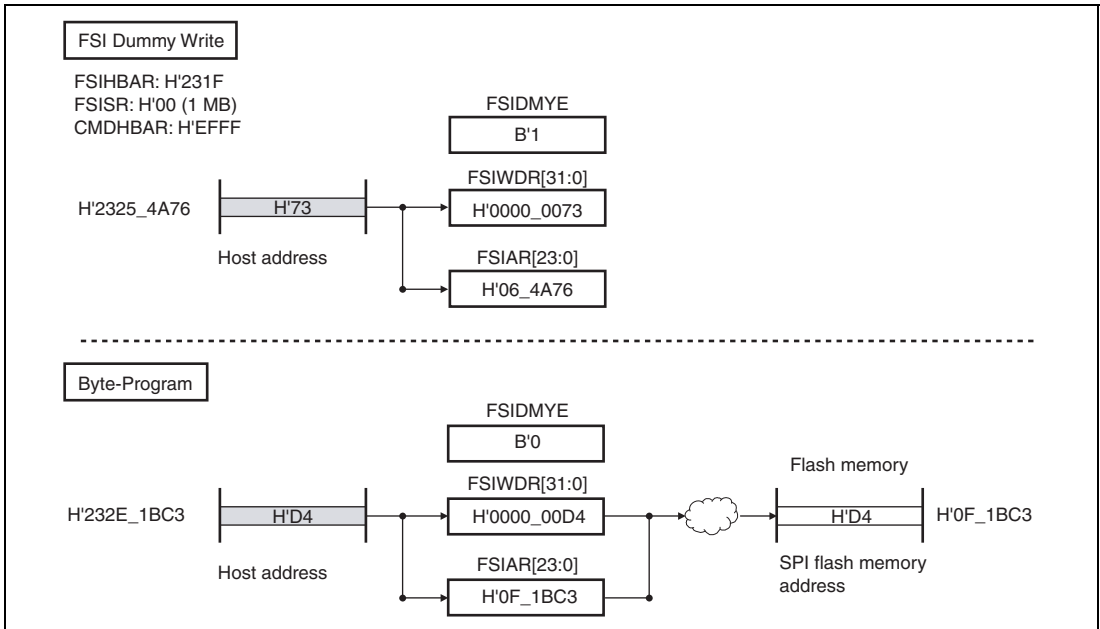 FSI Dummy Write
FSIHBAR: H'231F
FSISR: H'00 (1 MB)
CMDHBAR: H'EFFF
FSIDMYE
B'1
FSIWDR[31:0]
H'2325_4A76
H'73
H'0000_0073
Host address
FSIAR[23:0]
H'06_4A76
Byte-Program
FSIDMYE
B'0
Flash memory
FSIWDR[31:0]
H'232E_1BC3
H'D4
H'0000_00D4
H'D4
H'0F_1BC3
Host address
FSIAR[23:0]
H'0F_1BC3
SPI flash memory
address